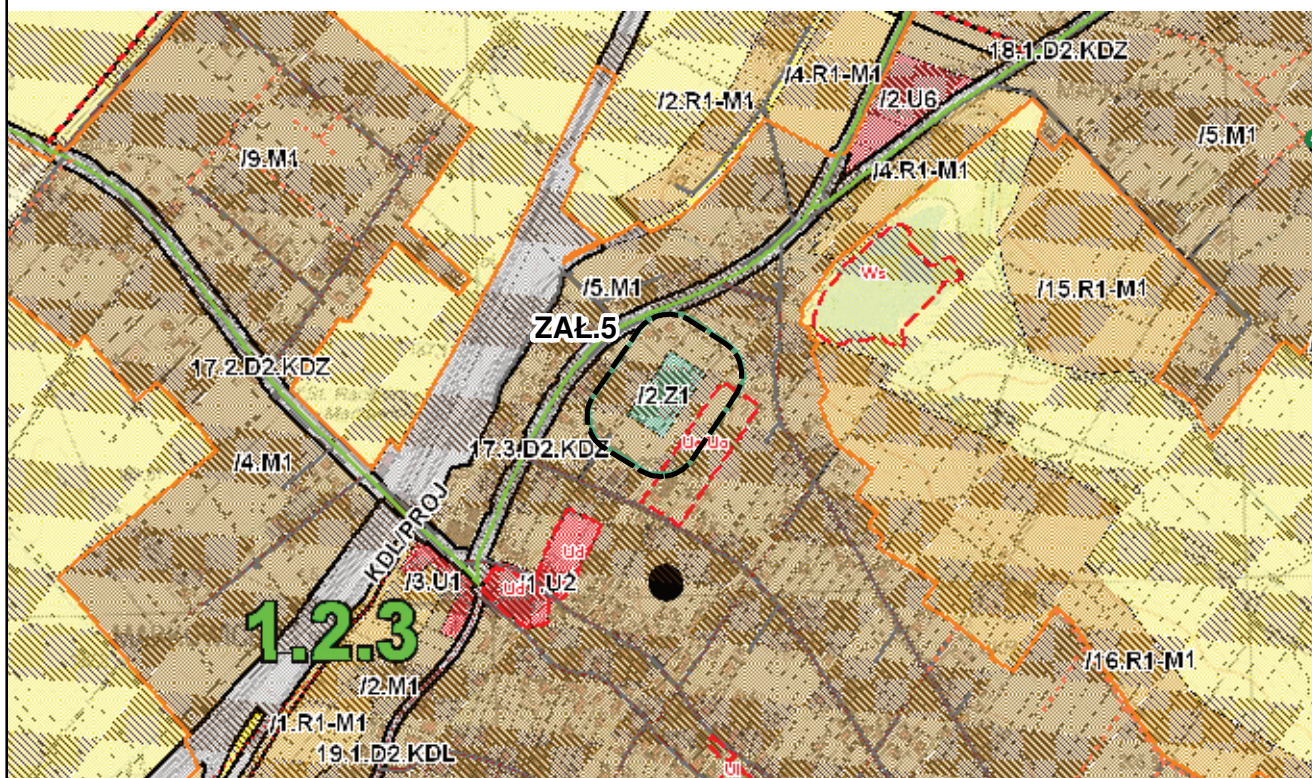 18.1.D2.KDZ
/4.R1-M1
/2.R1-M1
/2.U6
/5.M1
/9.M1
/4.R1-M1
Ws
/5.M1
/15.R1-M1
ZAŁ.5
17.2.D2.KDZ
/2.Z1
17.3.D2.KDZ
/4.M1
KDL/PROJ
Ud
/3.U1
Ud
/1.U2
1.2.3
/16.R1-M1
/2.M1
/1.R1-M1
19.1.D2.KDL
UI